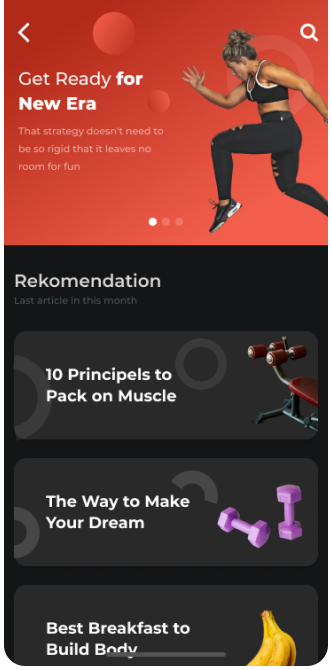 Get Ready for
New Era
That strategy doesn't need to
be so rigid that it leaves no
room for fun
Rekomendation
Last article in this month
10 Principels to
Pack on Muscle
The Way to Make
Your Dream
Best Breakfast to
Build Body